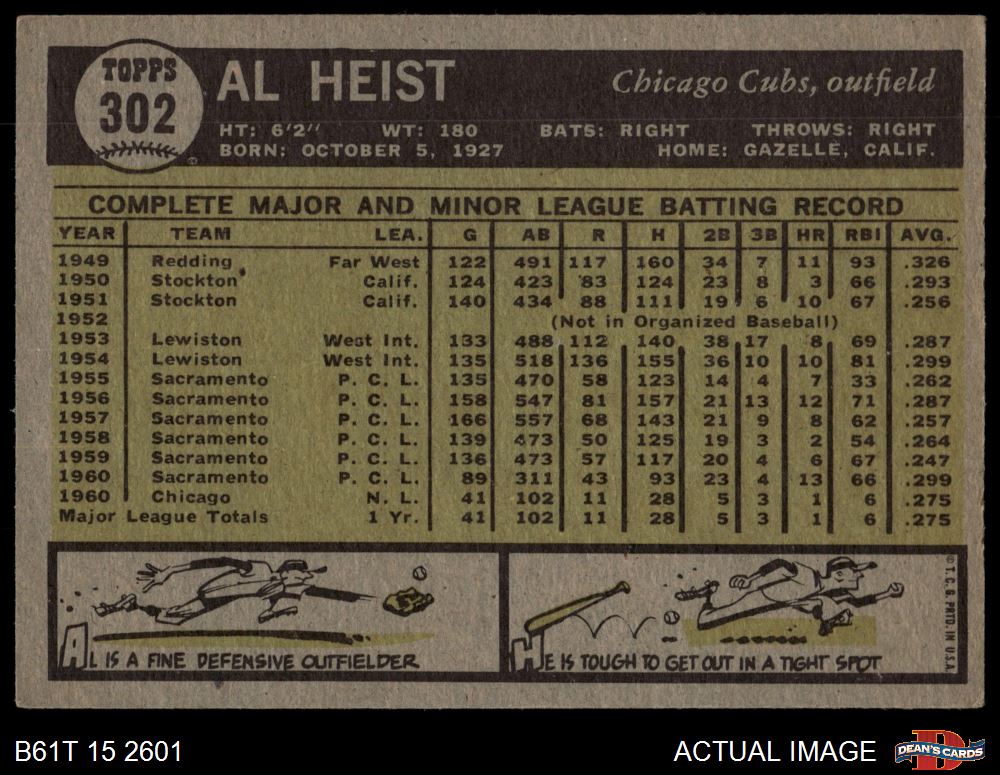 TOPPS
302
AL HEIST
Chicago Cubs, outfield
HT: 6'2" WT: 180 BATS: RIGHT THROWS: RIGHT
BORN: OCTOBER 5, 1927 HOME: GAZELLE, CALIF.
COMPLETE MAJOR AND MINOR LEAGUE BATTING RECORD
YEAR TEAM LEA. G AB R H 2B 3B HR RBI AVG.
1949 Redding Far West 122 491 117 160 34 7 11 93 .326
1950 Stockton Calif. 124 423 83 124 23 8 3 66 .293
1951 Stockton Calif. 140 434 88 111 19 6 10 67 .256
1952 (Not in Organized Baseball)
1953 Lewiston West Int. 133 488 112 140 38 17 8 69 .287
1954 Lewiston West Int. 135 518 136 155 36 10 10 81 .299
1955 Sacramento P. C. L. 135 470 58 123 14 4 7 33 .262
1956 Sacramento P. C. L. 158 547 81 157 21 13 12 71 .287
1957 Sacramento P. C. L. 166 557 68 143 21 9 8 62 .257
1958 Sacramento P. C. L. 139 473 50 125 19 3 2 54 .264
1959 Sacramento P. C. L. 136 473 57 117 20 4 6 67 .247
1960 Sacramento P. C. L. 89 311 43 93 23 4 13 66 .299
1960 Chicago N. L. 41 102 11 28 5 3 1 6 .275
Major League Totals 1 Yr. 41 102 11 28 5 3 1 6 .275
AL IS A FINE DEFENSIVE OUTFIELDER
HE IS TOUGH TO GET OUT IN A TIGHT SPOT
© T. C. G. PRTD. IN U.S.A.
B61T 15 2601
ACTUAL IMAGE
DEAN'S CARDS